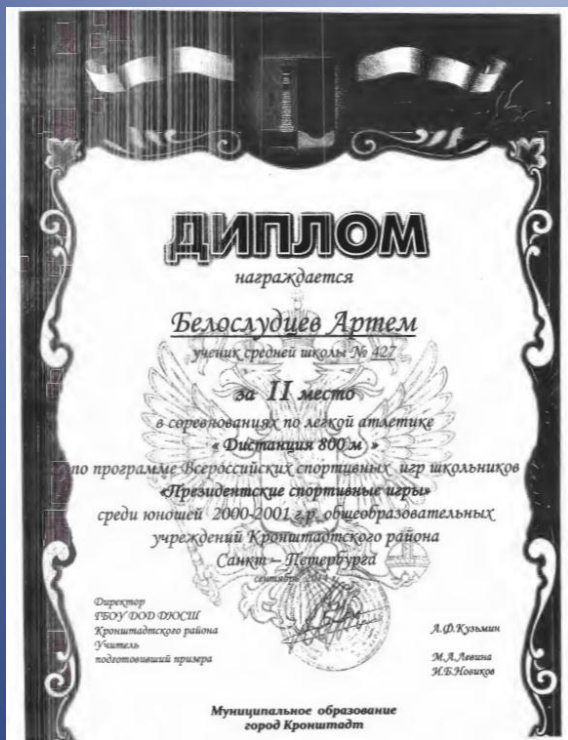 ДИПЛОМ
награждается
Белослудцев Артем
ученик средней школы № 427
за II место
в соревнованиях по легкой атлетике
« Дистанция 800 м »
по программе Всероссийских спортивных игр школьников
«Президентские спортивные игры»
среди юношей 2000-2001 г.р. общеобразовательных
учреждений Кронштадтского района
Санкт – Петербурга
сентябрь 2014 г.
Директор
ГБОУ ДОД ДЮСШ
Кронштадтского района А.Ф.Кузьмин
Учитель
подготовивший призера М.А.Левина
И.Б.Новиков
Муниципальное образование
город Кронштадт